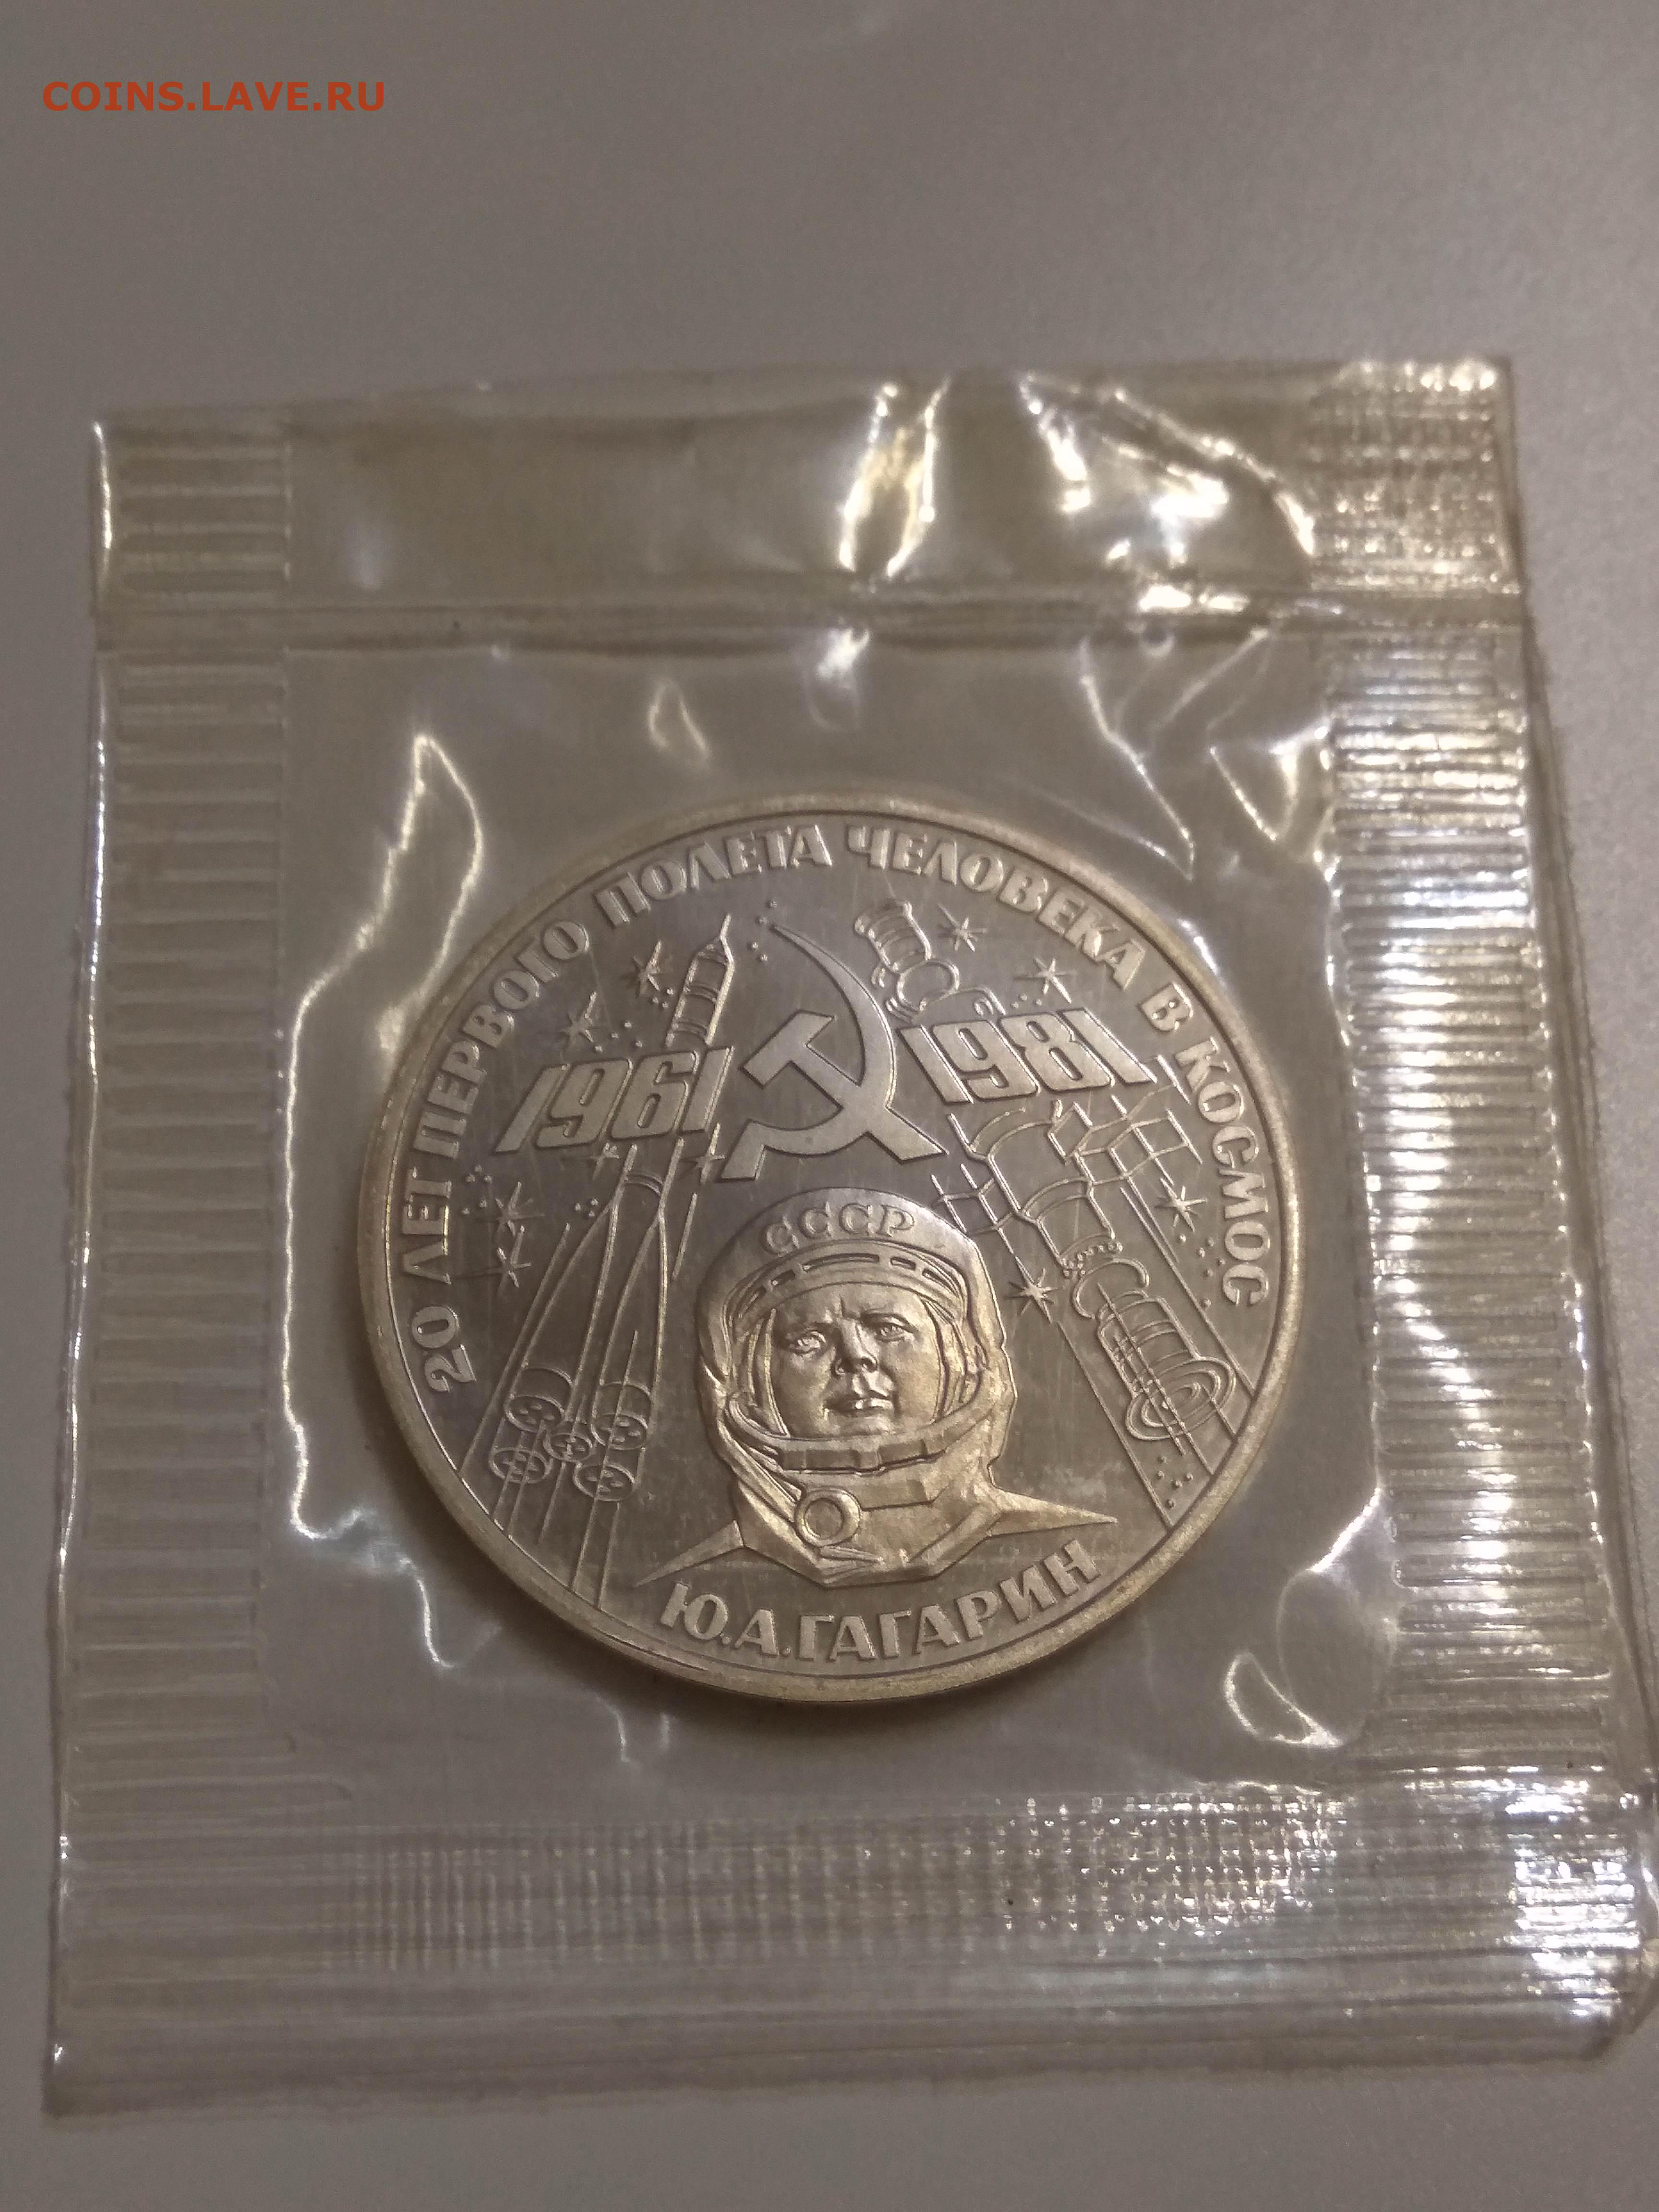 COINS.LAVE.RU
20 ЛЕТ ПЕРВОГО ПОЛЕТА ЧЕЛОВЕКА В КОСМОС
1961 1981
СССР
Ю.А.ГАГАРИН